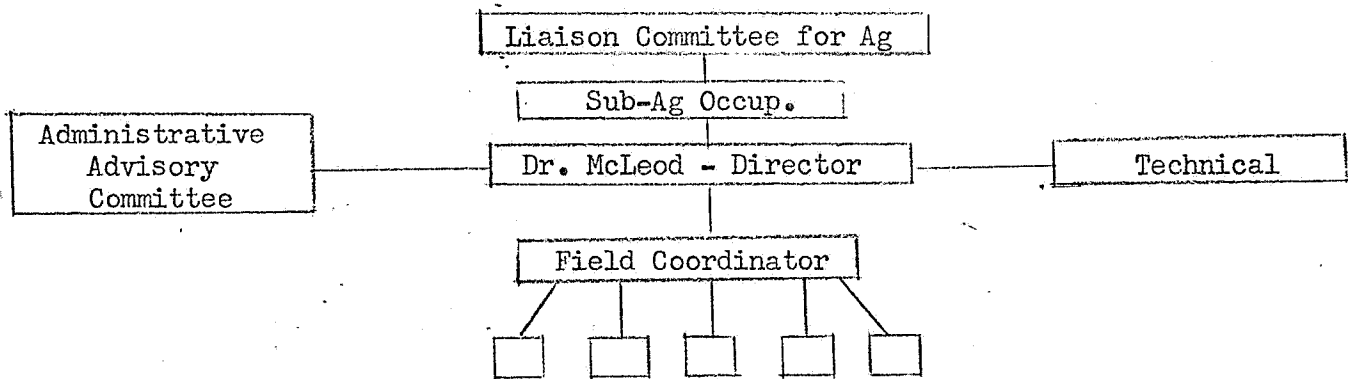 Liaison Committee for Ag
Sub-Ag Occup.
Administrative
Advisory
Committee
Dr. McLeod - Director
Technical
Field Coordinator